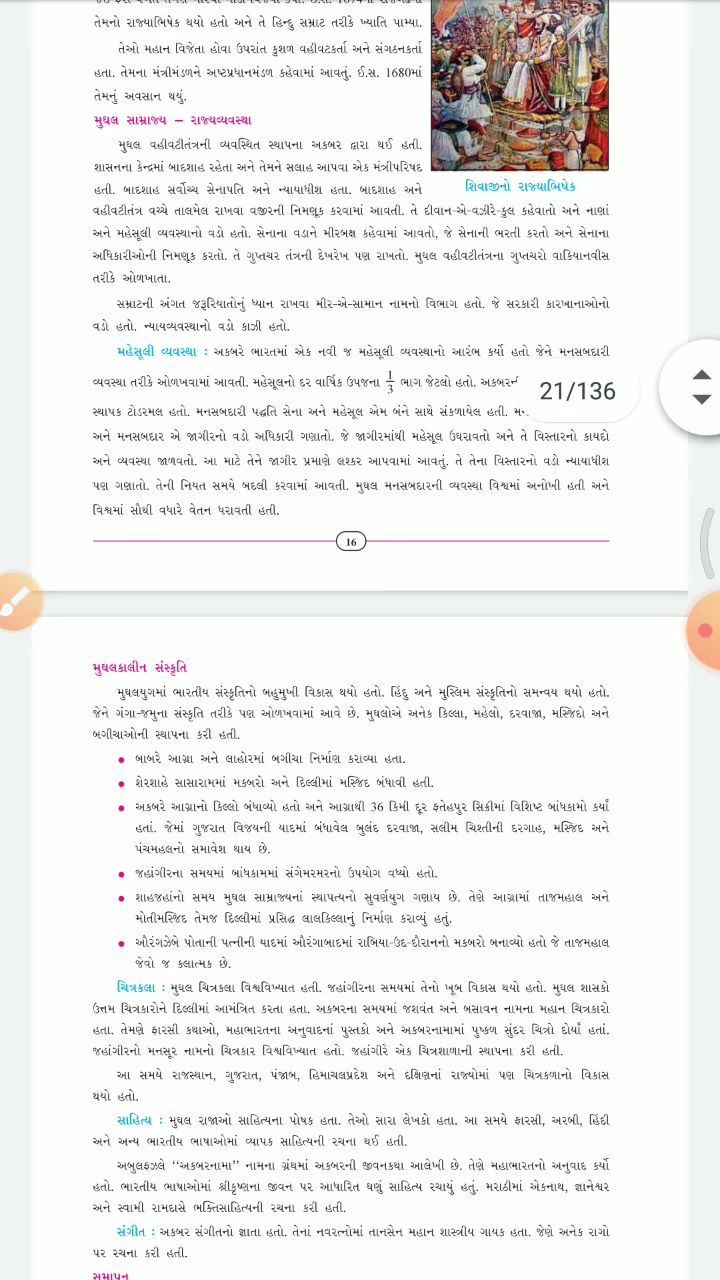 તેમનો રાજ્યાભિષેક થયો હતો અને તે હિન્દુ સમ્રાટ તરીકે ખ્યાતિ પામ્યા.
તેઓ મહાન વિજેતા હોવા ઉપરાંત કુશળ વહીવટકર્તા અને સંગઠનકર્તા
હતા. તેમના મંત્રીમંડળને અષ્ટપ્રધાનમંડળ કહેવામાં આવતું. ઈ.સ. 1680માં
તેમનું અવસાન થયું.
મુઘલ સામ્રાજ્ય – રાજ્યવ્યવસ્થા
મુઘલ વહીવટીતંત્રની વ્યવસ્થિત સ્થાપના અકબર દ્વારા થઈ હતી.
શાસનના કેન્દ્રમાં બાદશાહ રહેતા અને તેમને સલાહ આપવા એક મંત્રીપરિષદ
હતી. બાદશાહ સર્વોચ્ચ સેનાપતિ અને ન્યાયાધીશ હતા. બાદશાહ અને
શિવાજીનો રાજ્યાભિષેક
વહીવટીતંત્ર વચ્ચે તાલમેલ રાખવા વજીરની નિમણૂક કરવામાં આવતી. તે દીવાન-એ-વઝીરે-કુલ કહેવાતો અને નાણાં
અને મહેસૂલી વ્યવસ્થાનો વડો હતો. સેનાના વડાને મીરબક્ષ કહેવામાં આવતો, જે સેનાની ભરતી કરતો અને સેનાના
અધિકારીઓની નિમણૂક કરતો. તે ગુપ્તચર તંત્રની દેખરેખ પણ રાખતો. મુઘલ વહીવટીતંત્રના ગુપ્તચરો વાકિયાનવીસ
તરીકે ઓળખાતા.
સમ્રાટની અંગત જરૂરિયાતોનું ધ્યાન રાખવા મીર-એ-સામાન નામનો વિભાગ હતો. જે સરકારી કારખાનાઓનો
વડો હતો. ન્યાયવ્યવસ્થાનો વડો કાઝી હતો.
મહેસૂલી વ્યવસ્થા : અકબરે ભારતમાં એક નવી જ મહેસૂલી વ્યવસ્થાનો આરંભ કર્યો હતો જેને મનસબદારી
વ્યવસ્થા તરીકે ઓળખવામાં આવતી. મહેસૂલનો દર વાર્ષિક ઉપજના 1/3 ભાગ જેટલો હતો. 
21/136
સ્થાપક ટોડરમલ હતો. મનસબદારી પદ્ધતિ સેના અને મહેસૂલ એમ બંને સાથે સંકળાયેલ હતી.
અને મનસબદાર એ જાગીરનો વડો અધિકારી ગણાતો. જે જાગીરમાંથી મહેસૂલ ઉઘરાવતો અને તે વિસ્તારનો કાયદો
અને વ્યવસ્થા જાળવતો. આ માટે તેને જાગીર પ્રમાણે લશ્કર આપવામાં આવતું. તે તેના વિસ્તારનો વડો ન્યાયાધીશ
પણ ગણાતો. તેની નિયત સમયે બદલી કરવામાં આવતી. મુઘલ મનસબદારની વ્યવસ્થા વિશ્વમાં અનોખી હતી અને
વિશ્વમાં સૌથી વધારે વેતન ધરાવતી હતી.
16
મુઘલકાલીન સંસ્કૃતિ
મુઘલયુગમાં ભારતીય સંસ્કૃતિનો બહુમુખી વિકાસ થયો હતો. હિંદુ અને મુસ્લિમ સંસ્કૃતિનો સમન્વય થયો હતો.
જેને ગંગા-જમુના સંસ્કૃતિ તરીકે પણ ઓળખવામાં આવે છે. મુઘલોએ અનેક કિલ્લા, મહેલો, દરવાજા, મસ્જિદો અને
બગીચાઓની સ્થાપના કરી હતી.
• બાબરે આગ્રા અને લાહોરમાં બગીચા નિર્માણ કરાવ્યા હતા.
• શેરશાહે સાસારામમાં મકબરો અને દિલ્લીમાં મસ્જિદ બંધાવી હતી.
• અકબરે આગ્રાનો કિલ્લો બંધાવ્યો હતો અને આગ્રાથી 36 કિમી દૂર ફતેહપુર સિક્રીમાં વિશિષ્ટ બાંધકામો કર્યાં
હતાં. જેમાં ગુજરાત વિજયની યાદમાં બંધાવેલ બુલંદ દરવાજા, સલીમ ચિશ્તીની દરગાહ, મસ્જિદ અને
પંચમહલનો સમાવેશ થાય છે.
• જહાંગીરના સમયમાં બાંધકામમાં સંગેમરમરનો ઉપયોગ વધ્યો હતો.
• શાહજહાંનો સમય મુઘલ સામ્રાજ્યનાં સ્થાપત્યનો સુવર્ણયુગ ગણાય છે. તેણે આગ્રામાં તાજમહાલ અને
મોતીમસ્જિદ તેમજ દિલ્લીમાં પ્રસિદ્ધ લાલકિલ્લાનું નિર્માણ કરાવ્યું હતું.
• ઔરંગઝેબે પોતાની પત્નીની યાદમાં ઔરંગાબાદમાં રાબિયા-ઉદ-દૌરાનનો મકબરો બનાવ્યો હતો જે તાજમહાલ
જેવો જ કલાત્મક છે.
ચિત્રકલા : મુઘલ ચિત્રકલા વિશ્વવિખ્યાત હતી. જહાંગીરના સમયમાં તેનો ખૂબ વિકાસ થયો હતો. મુઘલ શાસકો
ઉત્તમ ચિત્રકારોને દિલ્લીમાં આમંત્રિત કરતા હતા. અકબરના સમયમાં જશવંત અને બસાવન નામના મહાન ચિત્રકારો
હતા. તેમણે ફારસી કથાઓ, મહાભારતના અનુવાદનાં પુસ્તકો અને અકબરનામામાં પુષ્કળ સુંદર ચિત્રો દોર્યાં હતાં.
જહાંગીરનો મનસૂર નામનો ચિત્રકાર વિશ્વવિખ્યાત હતો. જહાંગીરે એક ચિત્રશાળાની સ્થાપના કરી હતી.
આ સમયે રાજસ્થાન, ગુજરાત, પંજાબ, હિમાચલપ્રદેશ અને દક્ષિણનાં રાજ્યોમાં પણ ચિત્રકળાનો વિકાસ
થયો હતો.
સાહિત્ય : મુઘલ રાજાઓ સાહિત્યના પોષક હતા. તેઓ સારા લેખકો હતા. આ સમયે ફારસી, અરબી, હિંદી
અને અન્ય ભારતીય ભાષાઓમાં વ્યાપક સાહિત્યની રચના થઈ હતી.
અબુલફઝલે ‘‘અકબરનામા’’ નામના ગ્રંથમાં અકબરની જીવનકથા આલેખી છે. તેણે મહાભારતનો અનુવાદ કર્યો
હતો. ભારતીય ભાષાઓમાં શ્રીકૃષ્ણના જીવન પર આધારિત ઘણું સાહિત્ય રચાયું હતું. મરાઠીમાં એકનાથ, જ્ઞાનેશ્વર
અને સ્વામી રામદાસે ભક્તિસાહિત્યની રચના કરી હતી.
સંગીત : અકબર સંગીતનો જ્ઞાતા હતો. તેનાં નવરત્નોમાં તાનસેન મહાન શાસ્ત્રીય ગાયક હતા. જેણે અનેક રાગો
પર રચના કરી હતી.
સમાપન